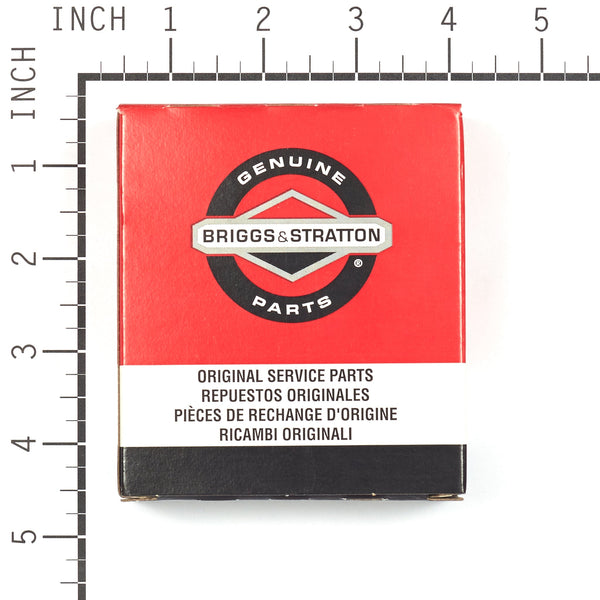 INCH 1 2 3 4 5
INCH
1
2
3
4
5
GENUINE
BRIGGS & STRATTON
®
PARTS
ORIGINAL SERVICE PARTS
REPUESTOS ORIGINALES
PIÈCES DE RECHANGE D'ORIGINE
RICAMBI ORIGINALI